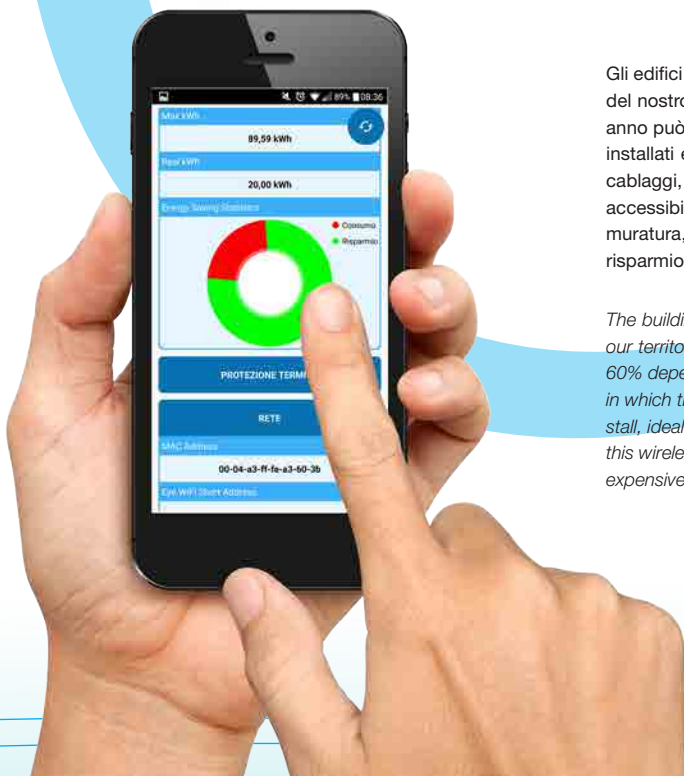 89% 08:36
Max kWh
89,59 kWh
Real kWh
20,00 kWh
Energy Saving Statistics
Consumo
Risparmio
PROTEZIONE
RETE
MAC Address
00-04-a3-ff-fe-a3-60-3b
Eye WiFi Short Address
Gli edifici
del nostro
anno può
installati e
cablaggi,
accessibi
muratura,
risparmio
The buildi
our territo
60% depe
in which t
stall, ideal
this wirele
expensive